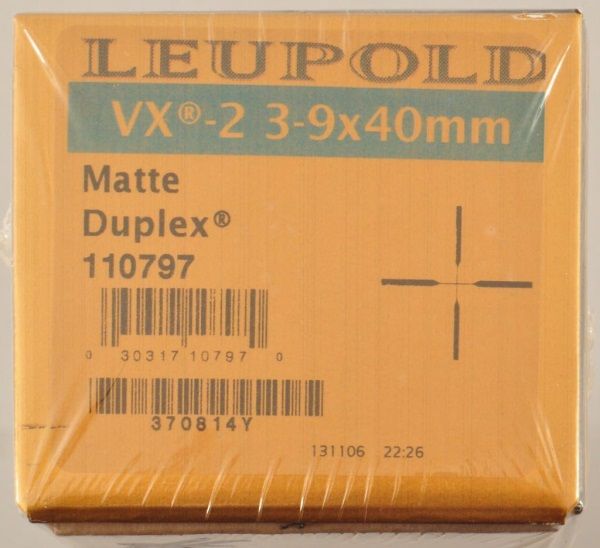 LEUPOLD
VX®-2 3-9x40mm
Matte
Duplex®
110797
0 30317 10797 0
370814Y
131106 22:26